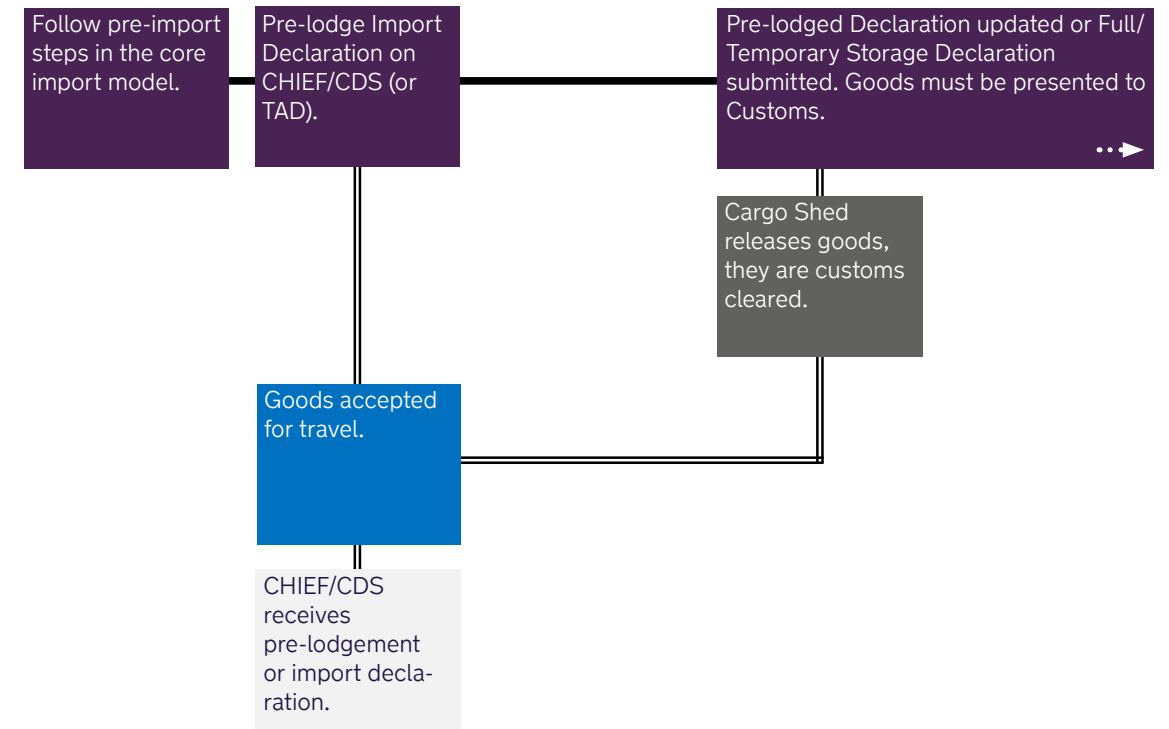 Follow pre-import
steps in the core
import model.
Pre-lodge Import
Declaration on
CHIEF/CDS (or
TAD).
Pre-lodged Declaration updated or Full/
Temporary Storage Declaration
submitted. Goods must be presented to
Customs.
Cargo Shed
releases goods,
they are customs
cleared.
Goods accepted
for travel.
CHIEF/CDS
receives
pre-lodgement
or import decla-
ration.